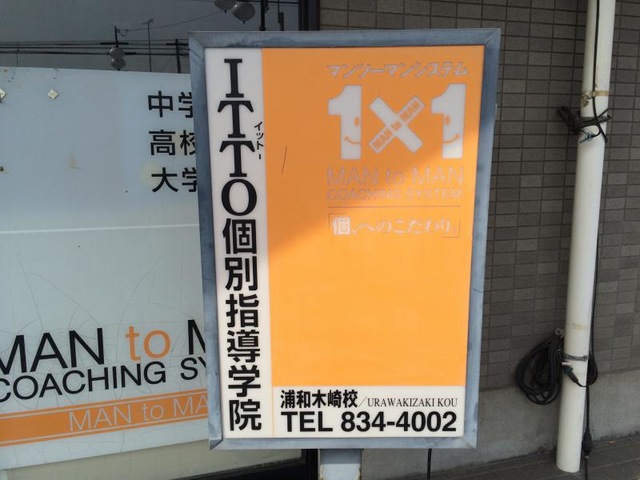 ITTO個別指導学院
イットー
マンツーマンシステム
1×1
MAN to MAN
MAN to MAN
COACHING SYSTEM
「個」へのこだわり
浦和木崎校/URAWAKIZAKI KOU
TEL 834-4002
中学
高校
大学
MAN to M
COACHING SY
MAN to MA